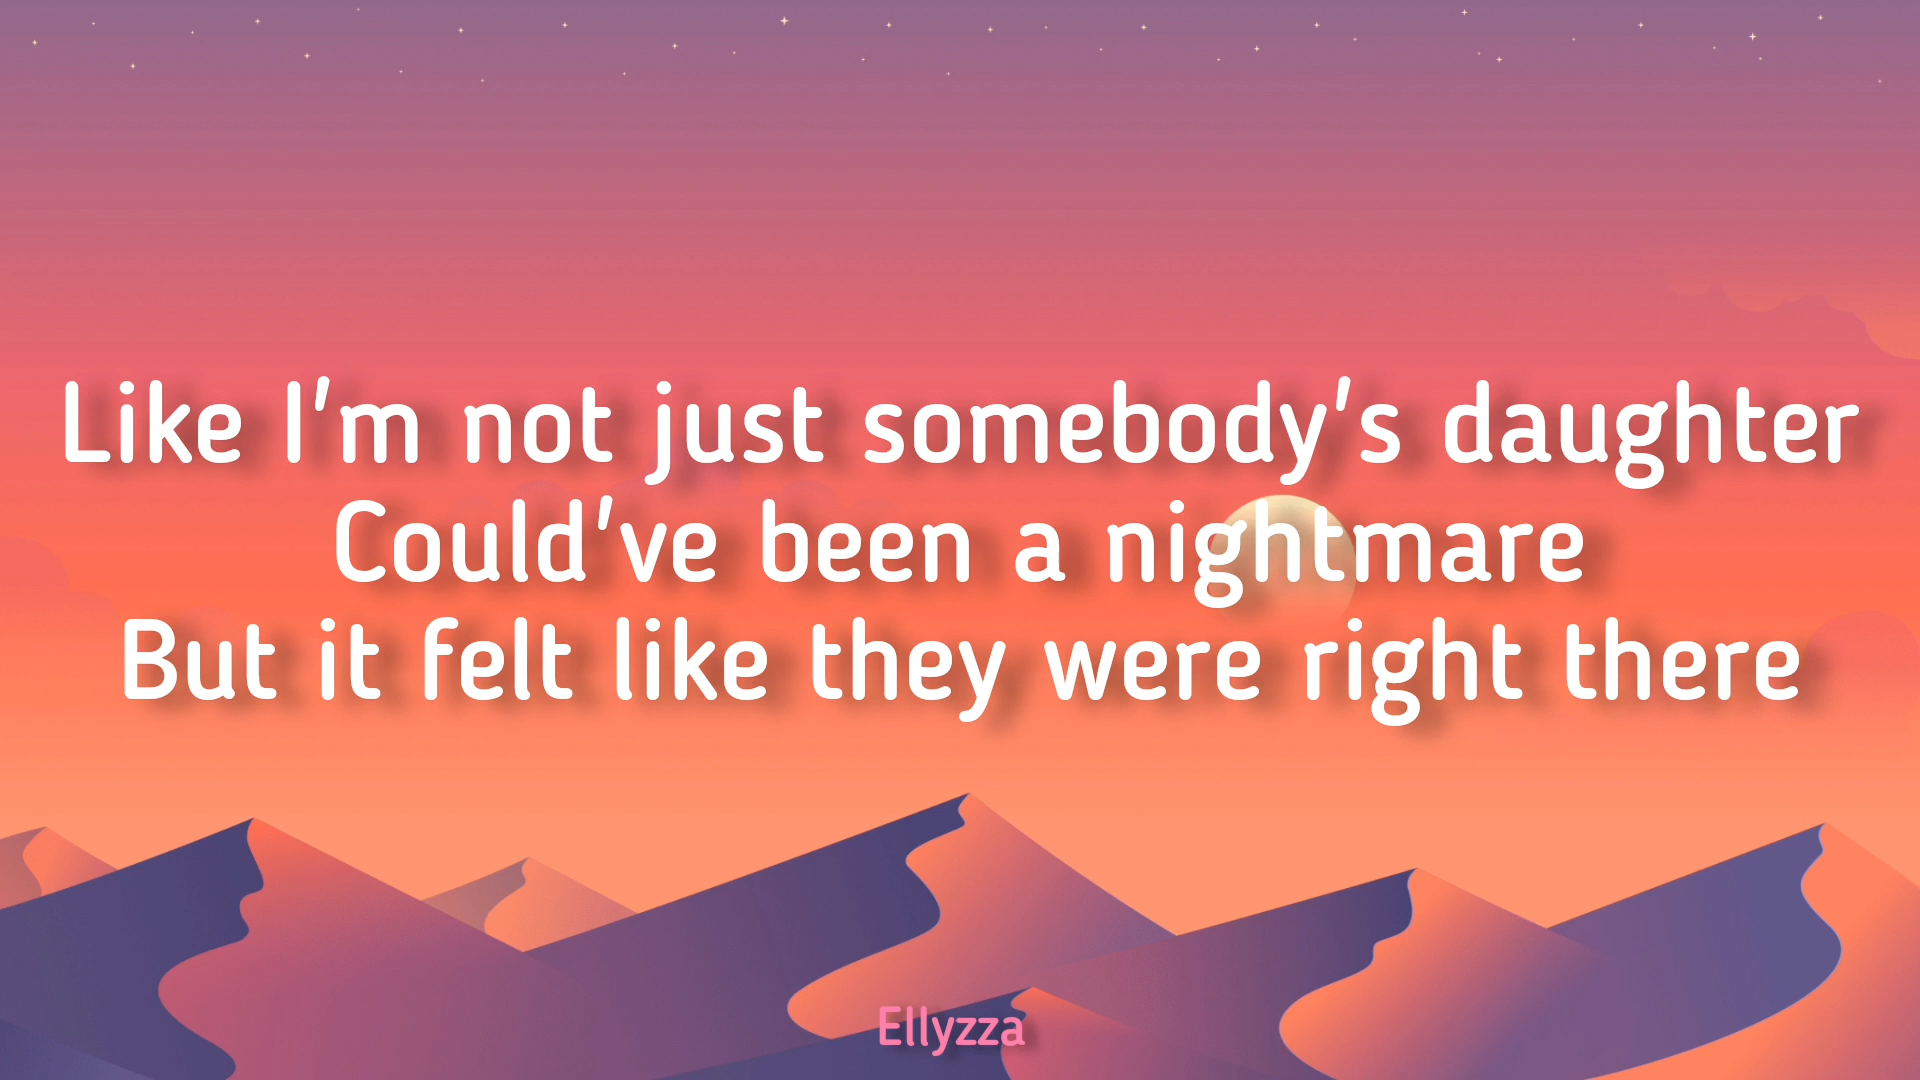 Like I'm not just somebody's daughter
Could've been a nightmare
But it felt like they were right there
Ellyzza